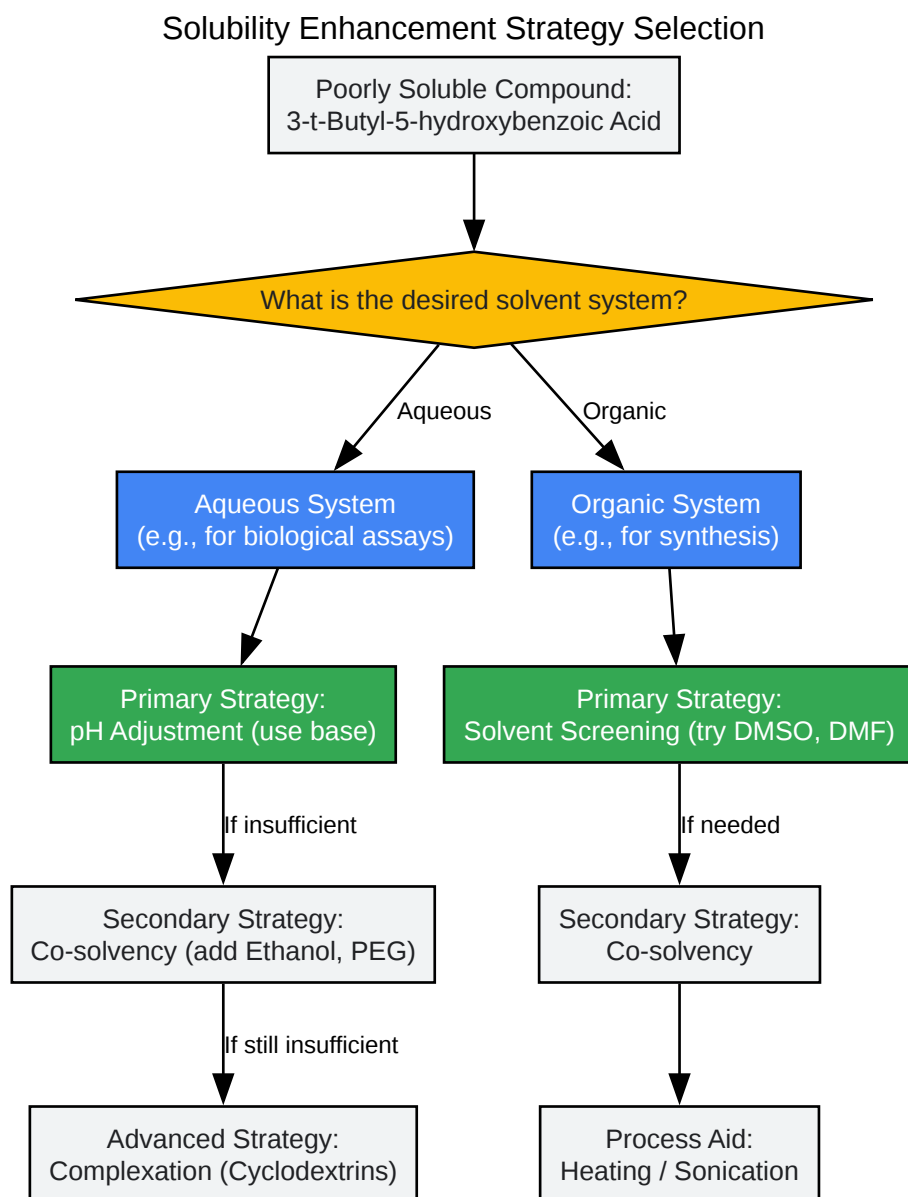 Solubility Enhancement Strategy Selection
Poorly Soluble Compound:
3-t-Butyl-5-hydroxybenzoic Acid
What is the desired solvent system?
Aqueous
Organic
Aqueous System
(e.g., for biological assays)
Organic System
(e.g., for synthesis)
Primary Strategy:
pH Adjustment (use base)
Primary Strategy:
Solvent Screening (try DMSO, DMF)
If insufficient
If needed
Secondary Strategy:
Co-solvency (add Ethanol, PEG)
Secondary Strategy:
Co-solvency
If still insufficient
Advanced Strategy:
Complexation (Cyclodextrins)
Process Aid:
Heating / Sonication